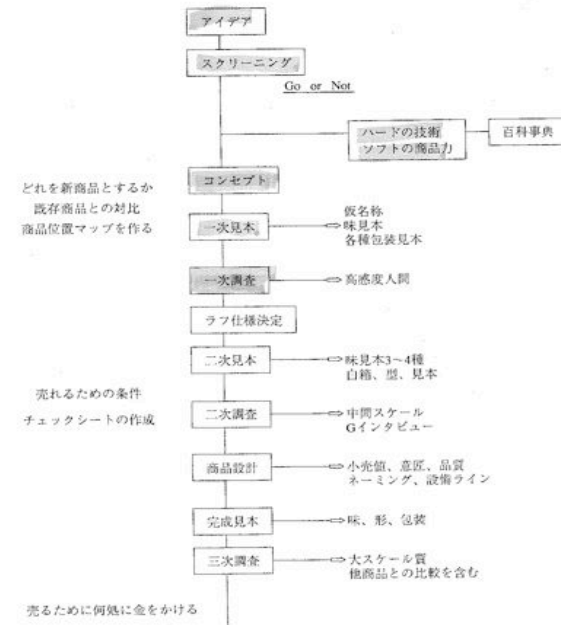 アイデア
スクリーニング
Go or Not
ハードの技術
ソフトの商品力
百科事典
コンセプト
どれを新商品とするか
既存商品との対比
商品位置マップを作る
一次見本
仮名称
味見本
各種包装見本
一次調査
高感度人間
ラフ仕様決定
二次見本
味見本3~4種
白箱、型、見本
売れるための条件
チェックシートの作成
二次調査
中間スケール
Gインタビュー
商品設計
小売値、意匠、品質
ネーミング、設備ライン
完成見本
味、形、包装
三次調査
大スケール質
他商品との比較を含む
売るために何処に金をかける